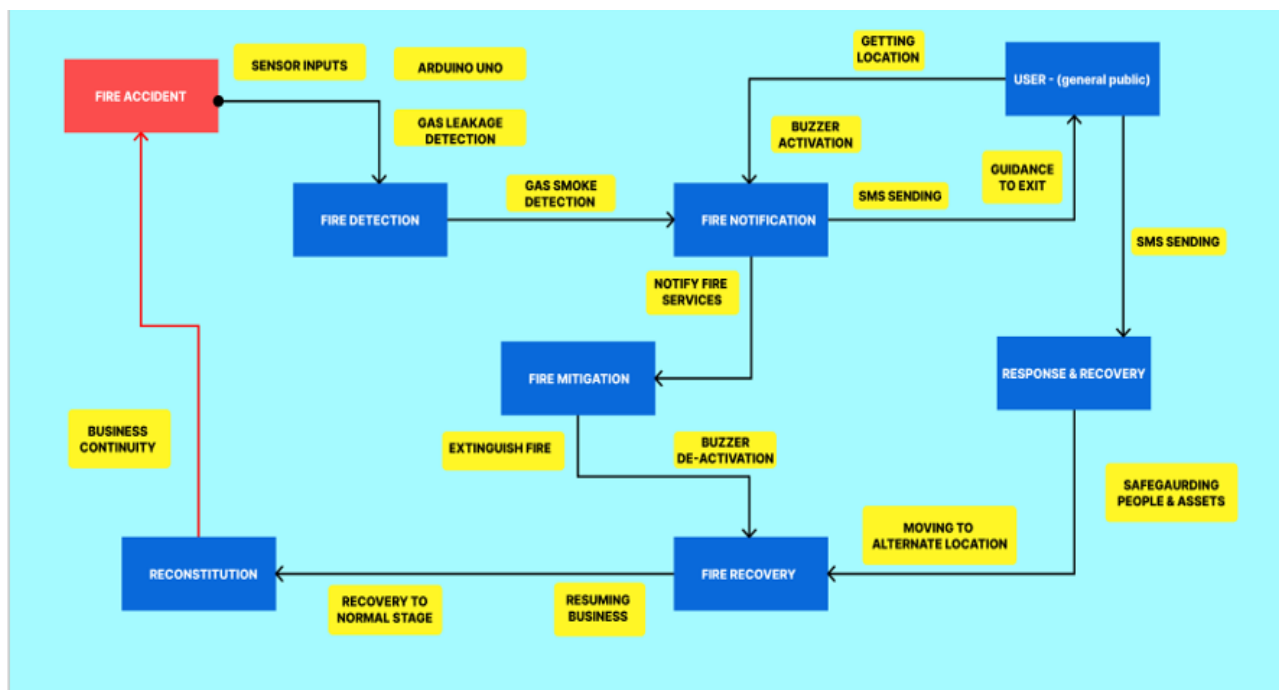 SENSOR INPUTS
ARDUINO UNO
GETTING
LOCATION
USER - (general public)
FIRE ACCIDENT
GAS LEAKAGE
DETECTION
BUZZER
ACTIVATION
GAS SMOKE
DETECTION
GUIDANCE
TO EXIT
FIRE DETECTION
FIRE NOTIFICATION
SMS SENDING
SMS SENDING
NOTIFY FIRE
SERVICES
FIRE MITIGATION
RESPONSE & RECOVERY
BUSINESS
CONTINUITY
EXTINGUISH FIRE
BUZZER
DE-ACTIVATION
SAFEGAURDING
PEOPLE & ASSETS
MOVING TO
ALTERNATE LOCATION
RECONSTITUTION
FIRE RECOVERY
RECOVERY TO
NORMAL STAGE
RESUMING
BUSINESS